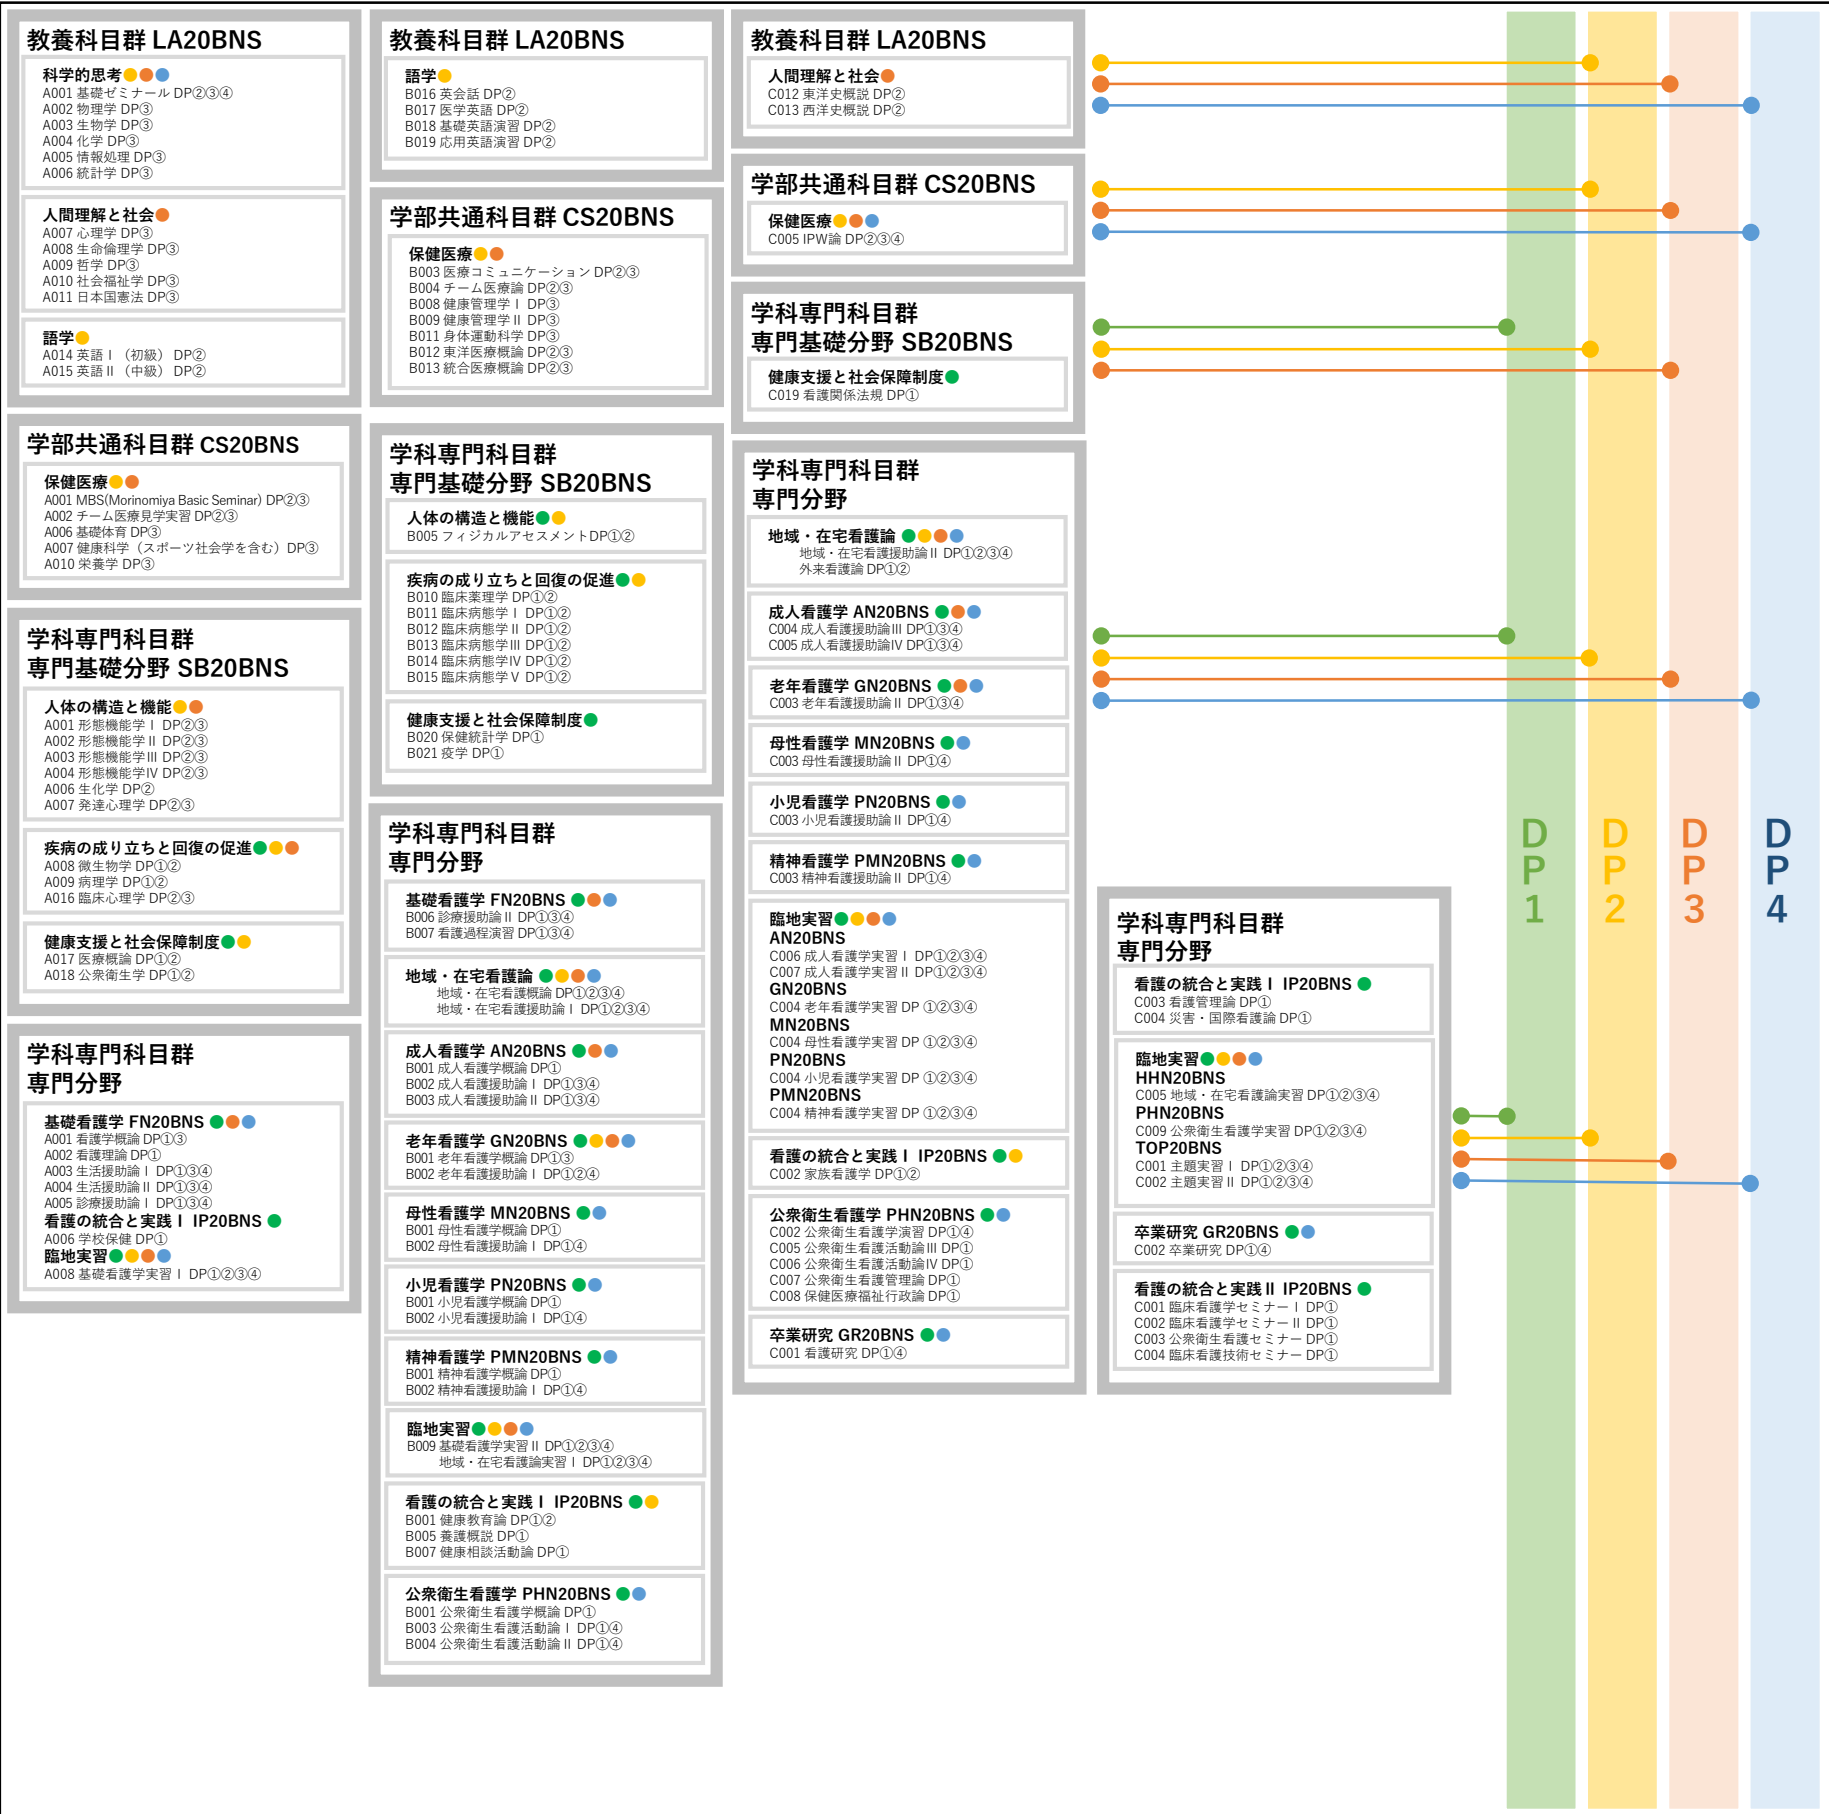 教養科目群 LA20BNS
科学的思考
A001 基礎ゼミナール DP②③④
A002 物理学 DP③
A003 生物学 DP③
A004 化学 DP③
A005 情報処理 DP③
A006 統計学 DP③
人間理解と社会
A007 心理学 DP③
A008 生命倫理学 DP③
A009 哲学 DP③
A010 社会福祉学 DP③
A011 日本国憲法 DP③
語学
A014 英語Ⅰ（初級） DP②
A015 英語Ⅱ（中級） DP②
学部共通科目群 CS20BNS
保健医療
A001 MBS(Morinomiya Basic Seminar) DP②③
A002 チーム医療見学実習 DP②③
A006 基礎体育 DP③
A007 健康科学（スポーツ社会学を含む）DP③
A010 栄養学 DP③
学科専門科目群
専門基礎分野 SB20BNS
人体の構造と機能
A001 形態機能学Ⅰ DP②③
A002 形態機能学Ⅱ DP②③
A003 形態機能学Ⅲ DP②③
A004 形態機能学Ⅳ DP②③
A006 生化学 DP②
A007 発達心理学 DP②③
疾病の成り立ちと回復の促進
A008 微生物学 DP①②
A009 病理学 DP①②
A016 臨床心理学 DP②③
健康支援と社会保障制度
A017 医療概論 DP①②
A018 公衆衛生学 DP①②
学科専門科目群
専門分野
基礎看護学 FN20BNS
A001 看護学概論 DP①③
A002 看護理論 DP①
A003 生活援助論Ⅰ DP①③④
A004 生活援助論Ⅱ DP①③④
A005 診療援助論Ⅰ DP①③④
看護の統合と実践Ⅰ IP20BNS
A006 学校保健 DP①
臨地実習
A008 基礎看護学実習Ⅰ DP①②③④
教養科目群 LA20BNS
語学
B016 英会話 DP②
B017 医学英語 DP②
B018 基礎英語演習 DP②
B019 応用英語演習 DP②
学部共通科目群 CS20BNS
保健医療
B003 医療コミュニケーション DP②③
B004 チーム医療論 DP②③
B008 健康管理学Ⅰ DP③
B009 健康管理学Ⅱ DP③
B011 身体運動科学 DP③
B012 東洋医療概論 DP②③
B013 統合医療概論 DP②③
学科専門科目群
専門基礎分野 SB20BNS
人体の構造と機能
B005 フィジカルアセスメントDP①②
疾病の成り立ちと回復の促進
B010 臨床薬理学 DP①②
B011 臨床病態学Ⅰ DP①②
B012 臨床病態学Ⅱ DP①②
B013 臨床病態学Ⅲ DP①②
B014 臨床病態学Ⅳ DP①②
B015 臨床病態学Ⅴ DP①②
健康支援と社会保障制度
B020 保健統計学 DP①
B021 疫学 DP①
学科専門科目群
専門分野
基礎看護学 FN20BNS
B006 診療援助論Ⅱ DP①③④
B007 看護過程演習 DP①③④
地域・在宅看護論
地域・在宅看護概論 DP①②③④
地域・在宅看護援助論Ⅰ DP①②③④
成人看護学 AN20BNS
B001 成人看護学概論 DP①
B002 成人看護援助論Ⅰ DP①③④
B003 成人看護援助論Ⅱ DP①③④
老年看護学 GN20BNS
B001 老年看護学概論 DP①③
B002 老年看護援助論Ⅰ DP①②④
母性看護学 MN20BNS
B001 母性看護学概論 DP①
B002 母性看護援助論Ⅰ DP①④
小児看護学 PN20BNS
B001 小児看護学概論 DP①
B002 小児看護援助論Ⅰ DP①④
精神看護学 PMN20BNS
B001 精神看護学概論 DP①
B002 精神看護援助論Ⅰ DP①④
臨地実習
B009 基礎看護学実習Ⅱ DP①②③④
地域・在宅看護論実習Ⅰ DP①②③④
看護の統合と実践Ⅰ IP20BNS
B001 健康教育論 DP①②
B005 養護概説 DP①
B007 健康相談活動論 DP①
公衆衛生看護学 PHN20BNS
B001 公衆衛生看護学概論 DP①
B003 公衆衛生看護活動論Ⅰ DP①④
B004 公衆衛生看護活動論Ⅱ DP①④
教養科目群 LA20BNS
人間理解と社会
C012 東洋史概説 DP②
C013 西洋史概説 DP②
学部共通科目群 CS20BNS
保健医療
C005 IPW論 DP②③④
学科専門科目群
専門基礎分野 SB20BNS
健康支援と社会保障制度
C019 看護関係法規 DP①
学科専門科目群
専門分野
地域・在宅看護論
地域・在宅看護援助論Ⅱ DP①②③④
外来看護論 DP①②
成人看護学 AN20BNS
C004 成人看護援助論Ⅲ DP①③④
C005 成人看護援助論Ⅳ DP①③④
老年看護学 GN20BNS
C003 老年看護援助論Ⅱ DP①③④
母性看護学 MN20BNS
C003 母性看護援助論Ⅱ DP①④
小児看護学 PN20BNS
C003 小児看護援助論Ⅱ DP①④
精神看護学 PMN20BNS
C003 精神看護援助論Ⅱ DP①④
臨地実習
AN20BNS
C006 成人看護学実習Ⅰ DP①②③④
C007 成人看護学実習Ⅱ DP①②③④
GN20BNS
C004 老年看護学実習 DP ①②③④
MN20BNS
C004 母性看護学実習 DP ①②③④
PN20BNS
C004 小児看護学実習 DP ①②③④
PMN20BNS
C004 精神看護学実習 DP ①②③④
看護の統合と実践Ⅰ IP20BNS
C002 家族看護学 DP①②
公衆衛生看護学 PHN20BNS
C002 公衆衛生看護学演習 DP①④
C005 公衆衛生看護活動論Ⅲ DP①
C006 公衆衛生看護活動論Ⅳ DP①
C007 公衆衛生看護管理論 DP①
C008 保健医療福祉行政論 DP①
卒業研究 GR20BNS
C001 看護研究 DP①④
学科専門科目群
専門分野
看護の統合と実践Ⅰ IP20BNS
C003 看護管理論 DP①
C004 災害・国際看護論 DP①
臨地実習
HHN20BNS
C005 地域・在宅看護論実習 DP①②③④
PHN20BNS
C009 公衆衛生看護学実習 DP①②③④
TOP20BNS
C001 主題実習Ⅰ DP①②③④
C002 主題実習Ⅱ DP①②③④
卒業研究 GR20BNS
C002 卒業研究 DP①④
看護の統合と実践Ⅱ IP20BNS
C001 臨床看護学セミナーⅠ DP①
C002 臨床看護学セミナーⅡ DP①
C003 公衆衛生看護セミナー DP①
C004 臨床看護技術セミナー DP①
DP1
DP2
DP3
DP4